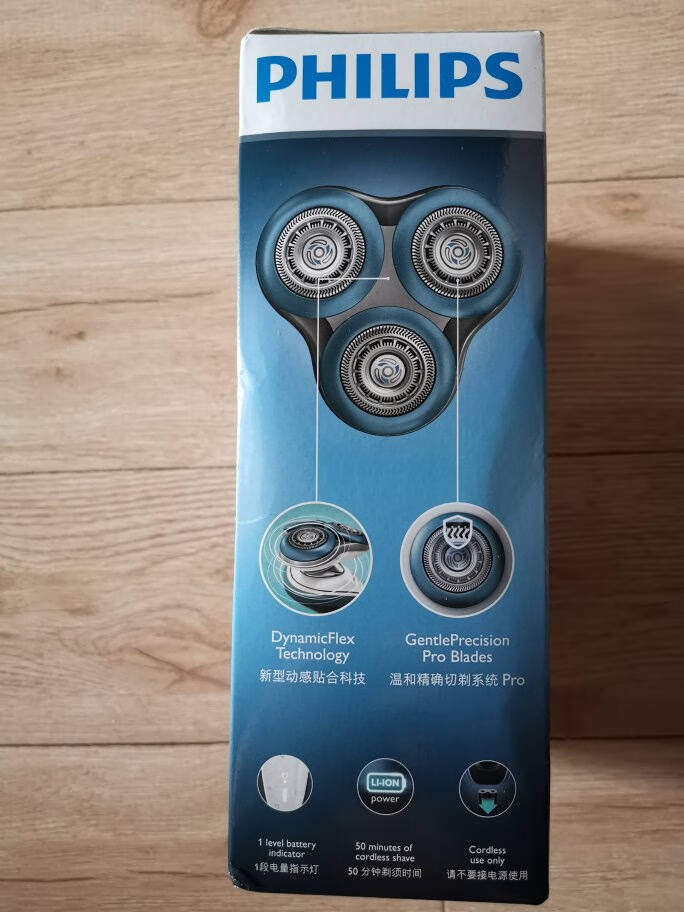 PHILIPS
DynamicFlex
Technology
新型动感贴合科技
GentlePrecision
Pro Blades
温和精确切剃系统 Pro
1 level battery
indicator
1段电量指示灯
LI-ION
power
50 minutes of
cordless shave
50 分钟剃须时间
Cordless
use only
请不要接电源使用